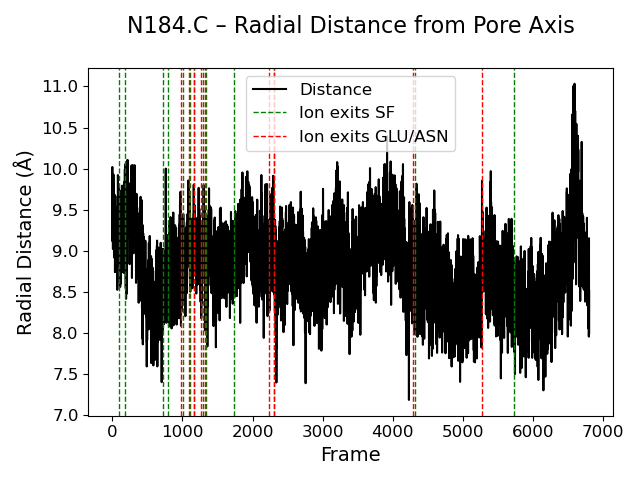 N184.C – Radial Distance from Pore Axis
Distance
Ion exits SF
Ion exits GLU/ASN
Radial Distance (Å)
11.0
10.5
10.0
9.5
9.0
8.5
8.0
7.5
7.0
0 1000 2000 3000 4000 5000 6000 7000
Frame